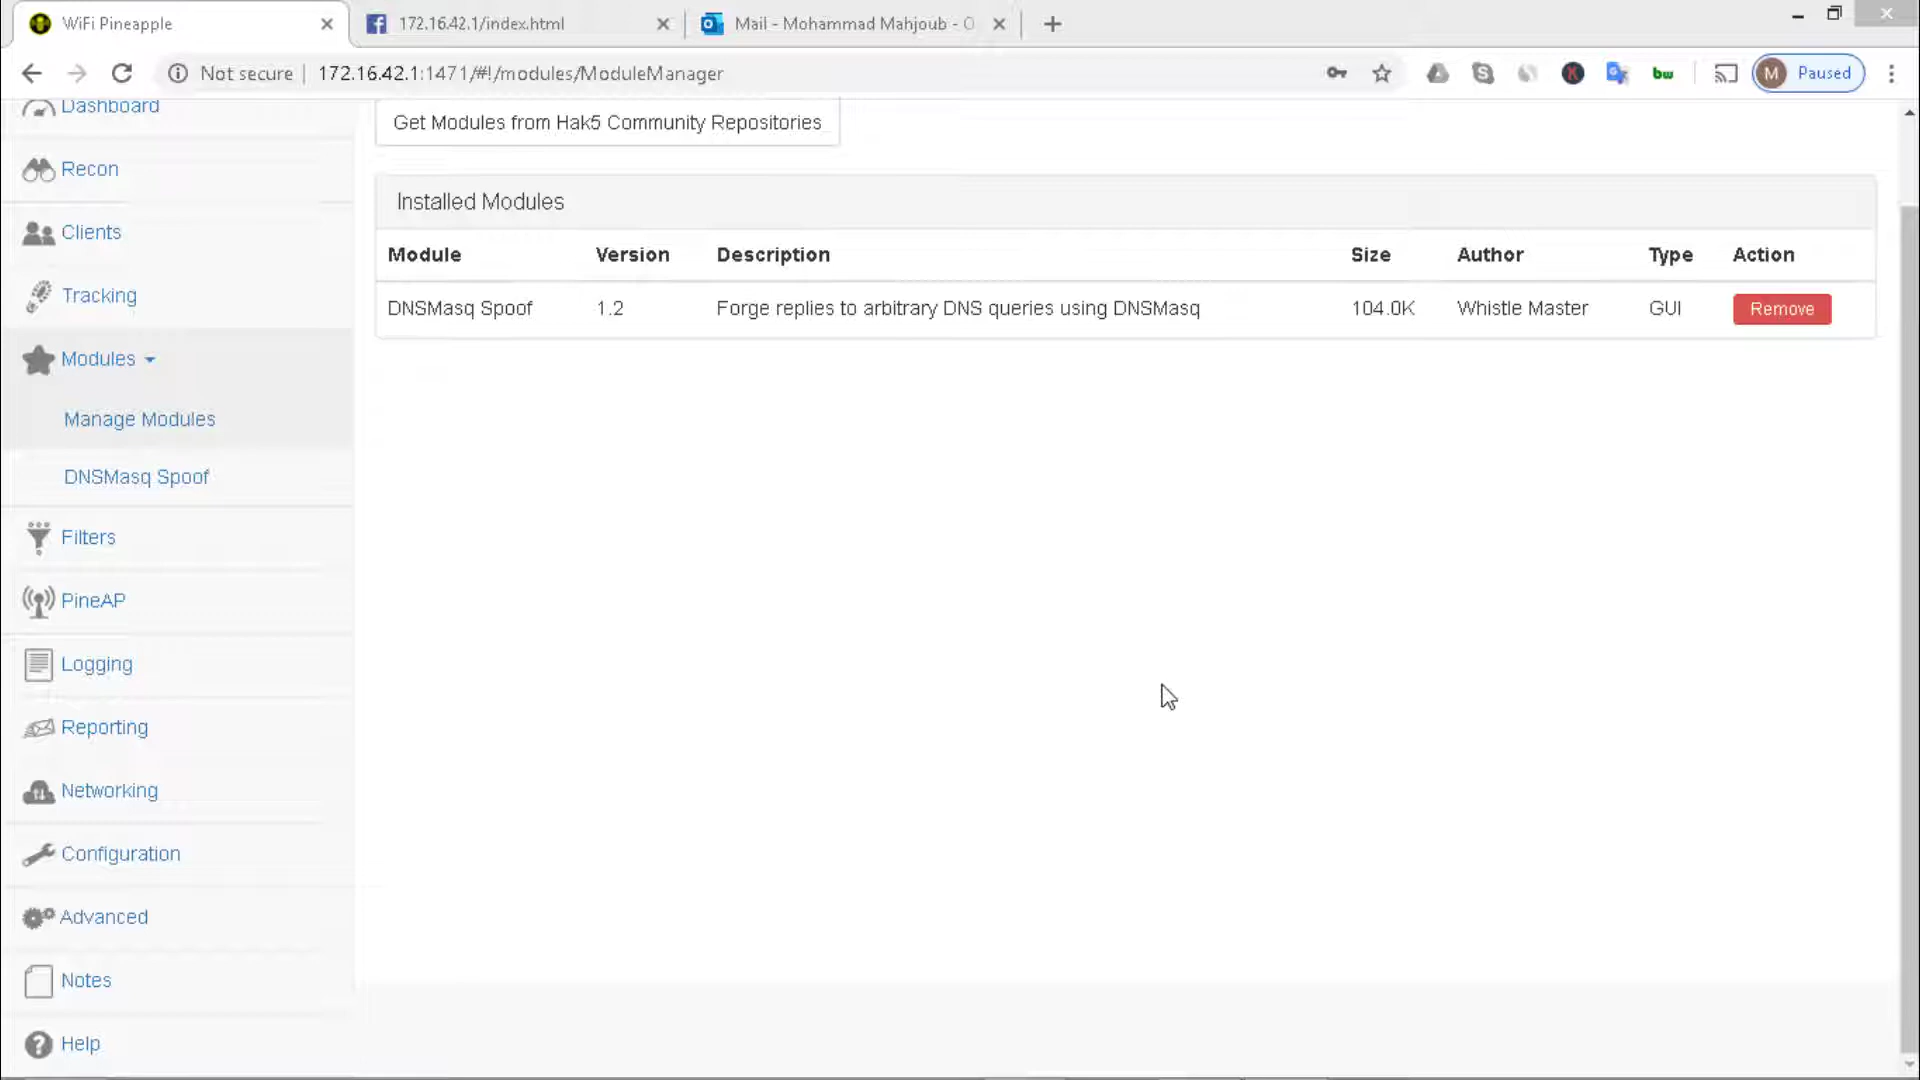 WiFi Pineapple
172.16.42.1/index.html
Mail - Mohammad Mahjoub - O
Not secure | 172.16.42.1:1471/#!/modules/ModuleManager
M Paused
Dashboard
Get Modules from Hak5 Community Repositories
Recon
Installed Modules
Clients
Module Version Description Size Author Type Action
Tracking
DNSMasq Spoof 1.2 Forge replies to arbitrary DNS queries using DNSMasq 104.0K Whistle Master GUI Remove
Modules
Manage Modules
DNSMasq Spoof
Filters
PineAP
Logging
Reporting
Networking
Configuration
Advanced
Notes
Help